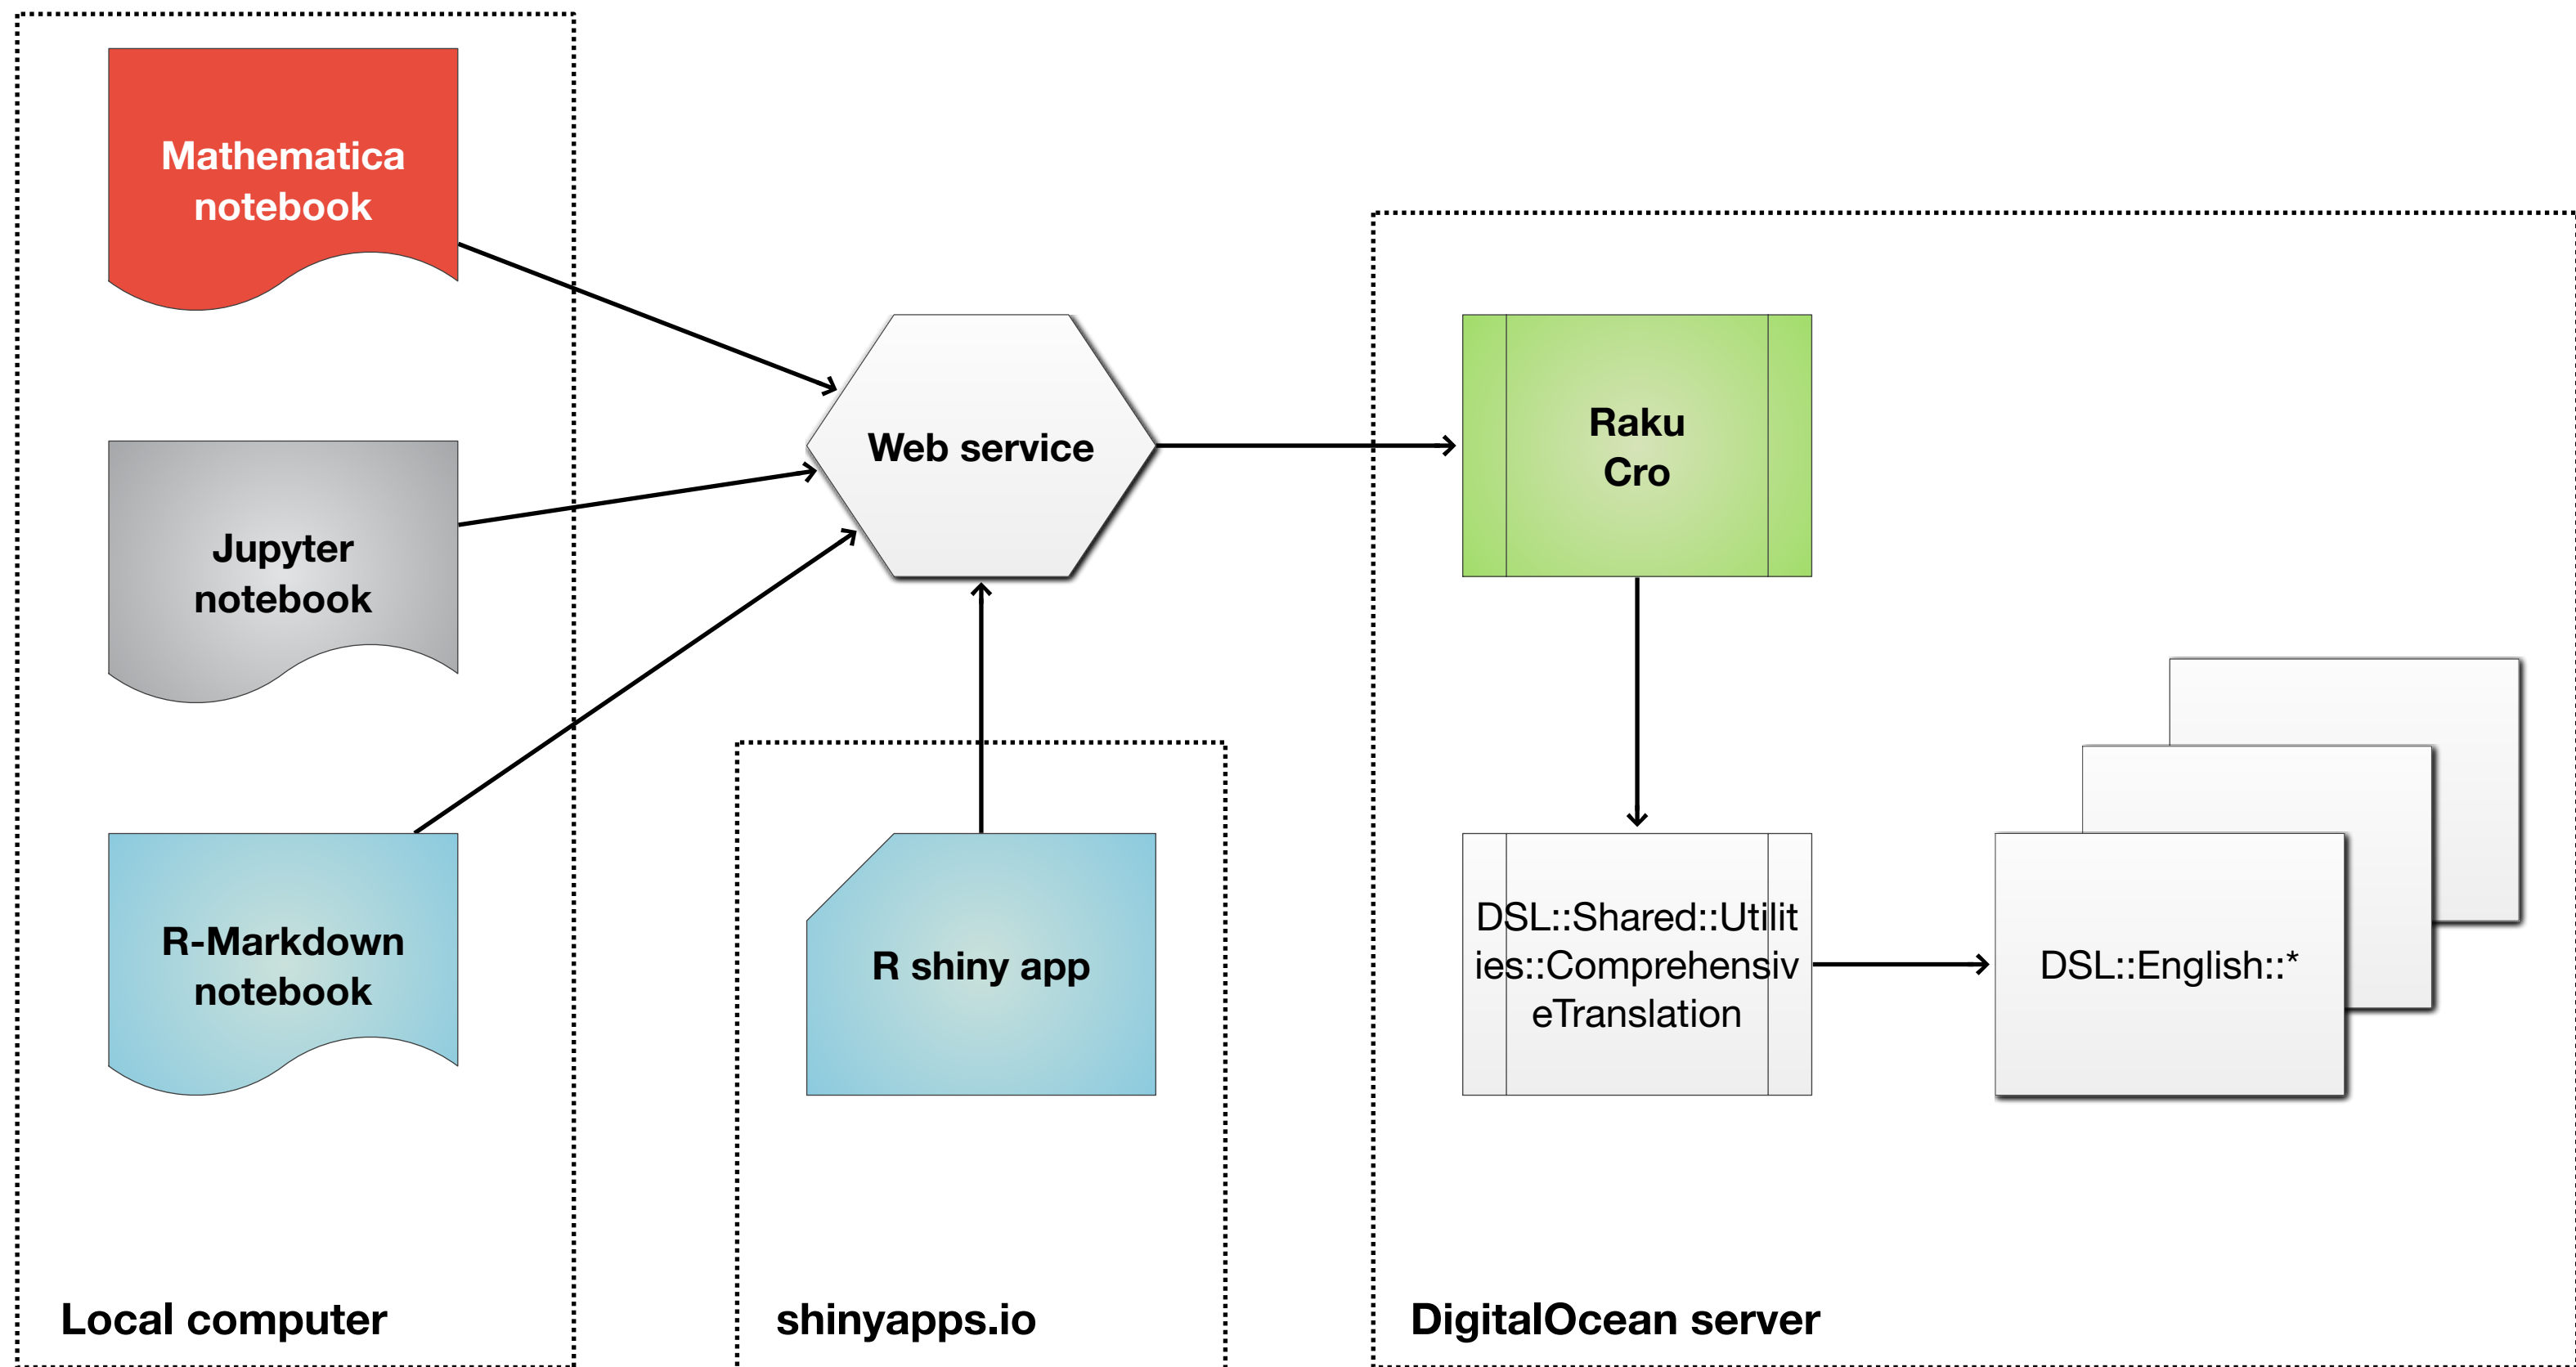 Mathematica
notebook
Jupyter
notebook
R-Markdown
notebook
Local computer
Web service
R shiny app
shinyapps.io
Raku
Cro
DSL::Shared::Utilit
ies::Comprehensiv
eTranslation
DSL::English::*
DigitalOcean server